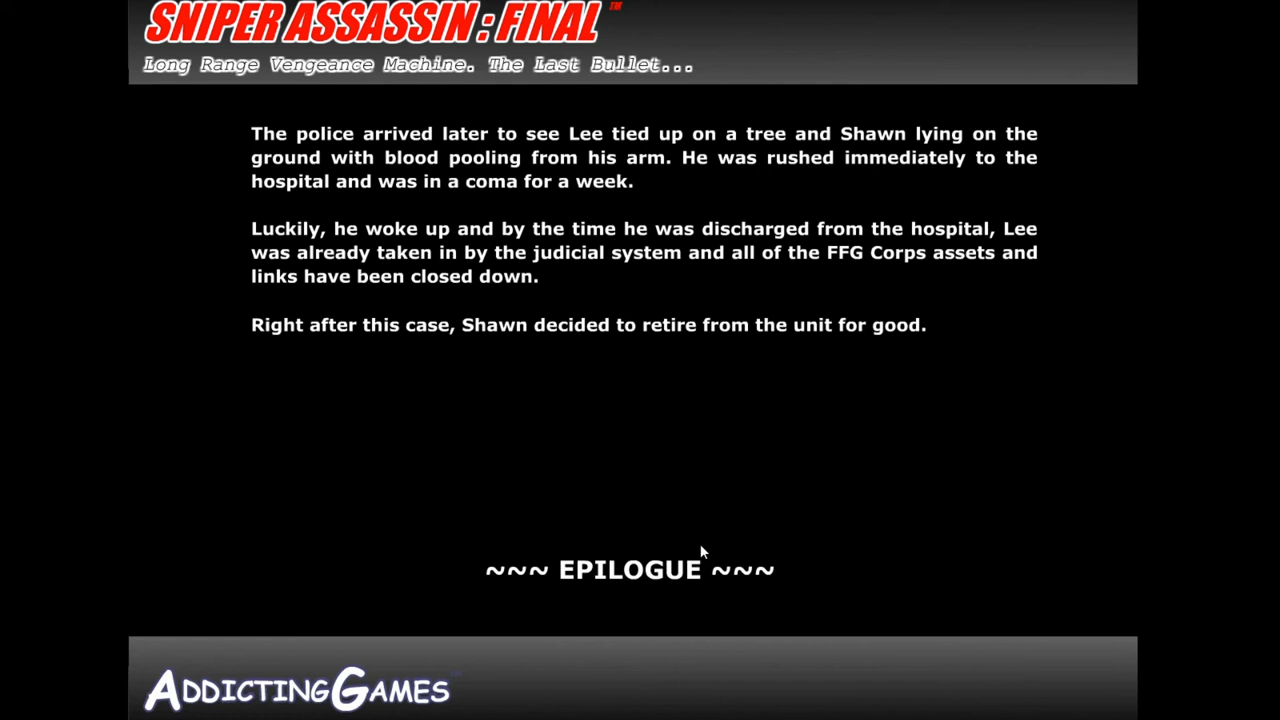 SNIPER ASSASSIN : FINAL™
Long Range Vengeance Machine. The Last Bullet...
The police arrived later to see Lee tied up on a tree and Shawn lying on the
ground with blood pooling from his arm. He was rushed immediately to the
hospital and was in a coma for a week.
Luckily, he woke up and by the time he was discharged from the hospital, Lee
was already taken in by the judicial system and all of the FFG Corps assets and
links have been closed down.
Right after this case, Shawn decided to retire from the unit for good.
~~~ EPILOGUE ~~~
ADDICTINGGAMES